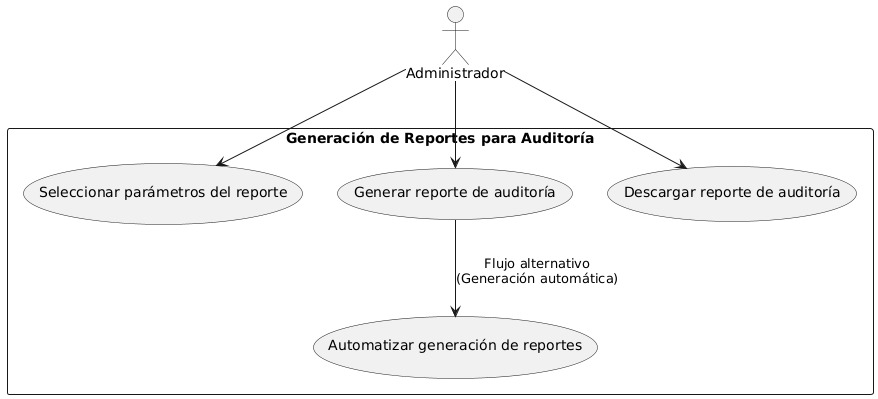 Administrador
Generación de Reportes para Auditoría
Seleccionar parámetros del reporte
Generar reporte de auditoría
Descargar reporte de auditoría
Flujo alternativo
(Generación automática)
Automatizar generación de reportes